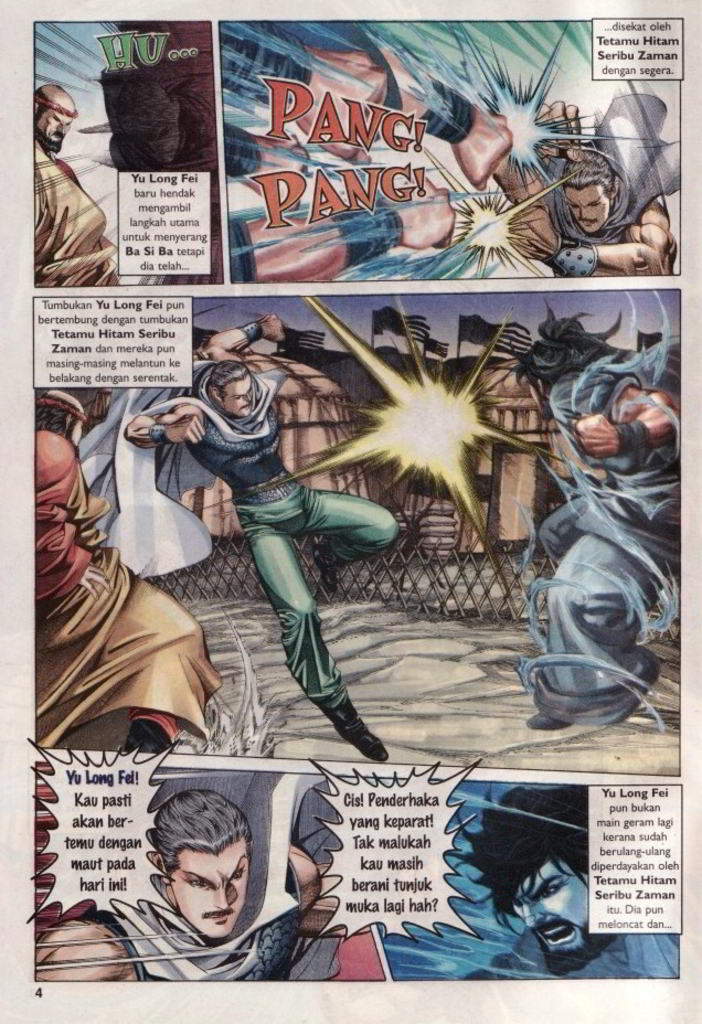 HU...
Yu Long Fei
baru hendak
mengambil
langkah utama
untuk menyerang
Ba Si Ba tetapi
dia telah...
PANG!
PANG!
...disekat oleh
Tetamu Hitam
Seribu Zaman
dengan segera.
Tumbukan Yu Long Fei pun
bertembung dengan tumbukan
Tetamu Hitam Seribu
Zaman dan mereka pun
masing-masing melantun ke
belakang dengan serentak.
Yu Long Fei!
Kau pasti
akan ber-
temu dengan
maut pada
hari ini!
Cis! Penderhaka
yang keparat!
Tak malukah
kau masih
berani tunjuk
muka lagi hah?
Yu Long Fei
pun bukan
main geram lagi
kerana sudah
berulang-ulang
diperdayakan oleh
Tetamu Hitam
Seribu Zaman
itu. Dia pun
meloncat dan...
4